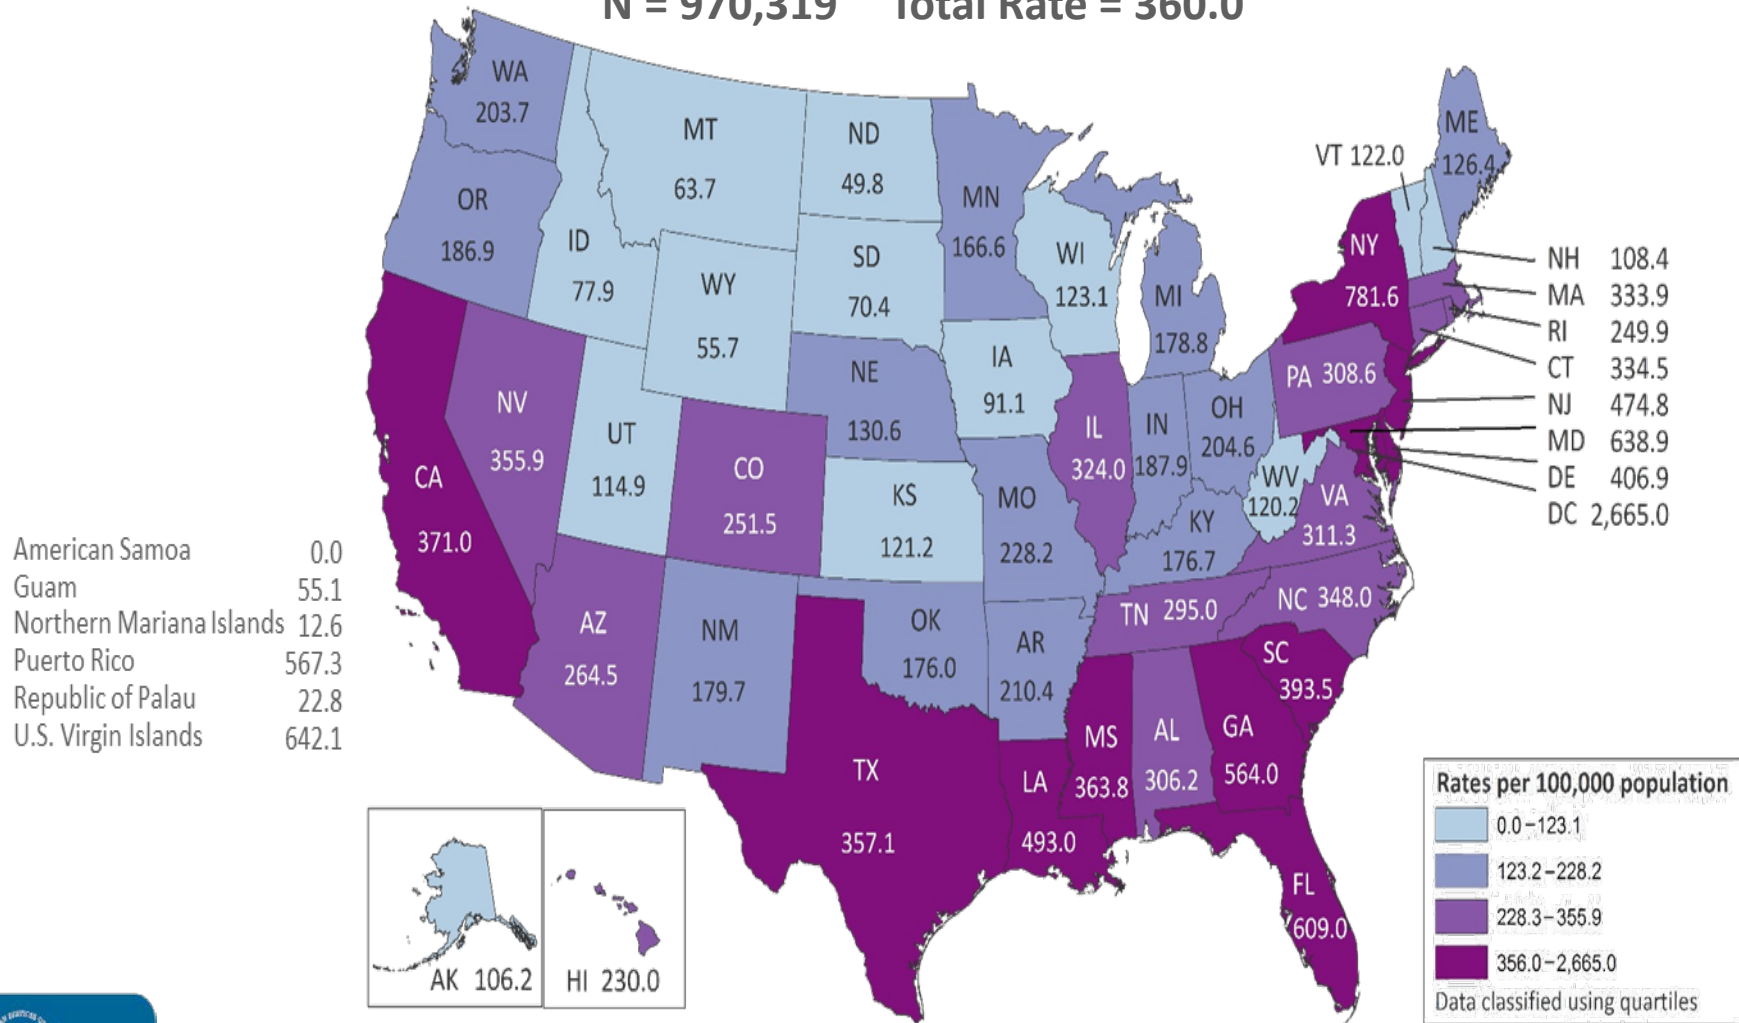 N = 970,319 Total Rate = 360.0
WA
203.7
MT
63.7
ND
49.8
MN
166.6
ME
126.4
VT 122.0
OR
186.9
ID
77.9
WY
55.7
SD
70.4
WI
123.1
MI
178.8
NY
781.6
NH 108.4
MA 333.9
RI 249.9
CT 334.5
NJ 474.8
MD 638.9
DE 406.9
DC 2,665.0
NV
355.9
UT
114.9
CO
251.5
NE
130.6
IA
91.1
IL
324.0
IN
187.9
OH
204.6
PA 308.6
CA
371.0
KS
121.2
MO
228.2
KY
176.7
WV
120.2
VA
311.3
AZ
264.5
NM
179.7
OK
176.0
AR
210.4
TN 295.0
NC 348.0
SC
393.5
TX
357.1
LA
493.0
MS
363.8
AL
306.2
GA
564.0
FL
609.0
AK 106.2
HI 230.0
American Samoa 0.0
Guam 55.1
Northern Mariana Islands 12.6
Puerto Rico 567.3
Republic of Palau 22.8
U.S. Virgin Islands 642.1
Rates per 100,000 population
0.0–123.1
123.2–228.2
228.3–355.9
356.0–2,665.0
Data classified using quartiles